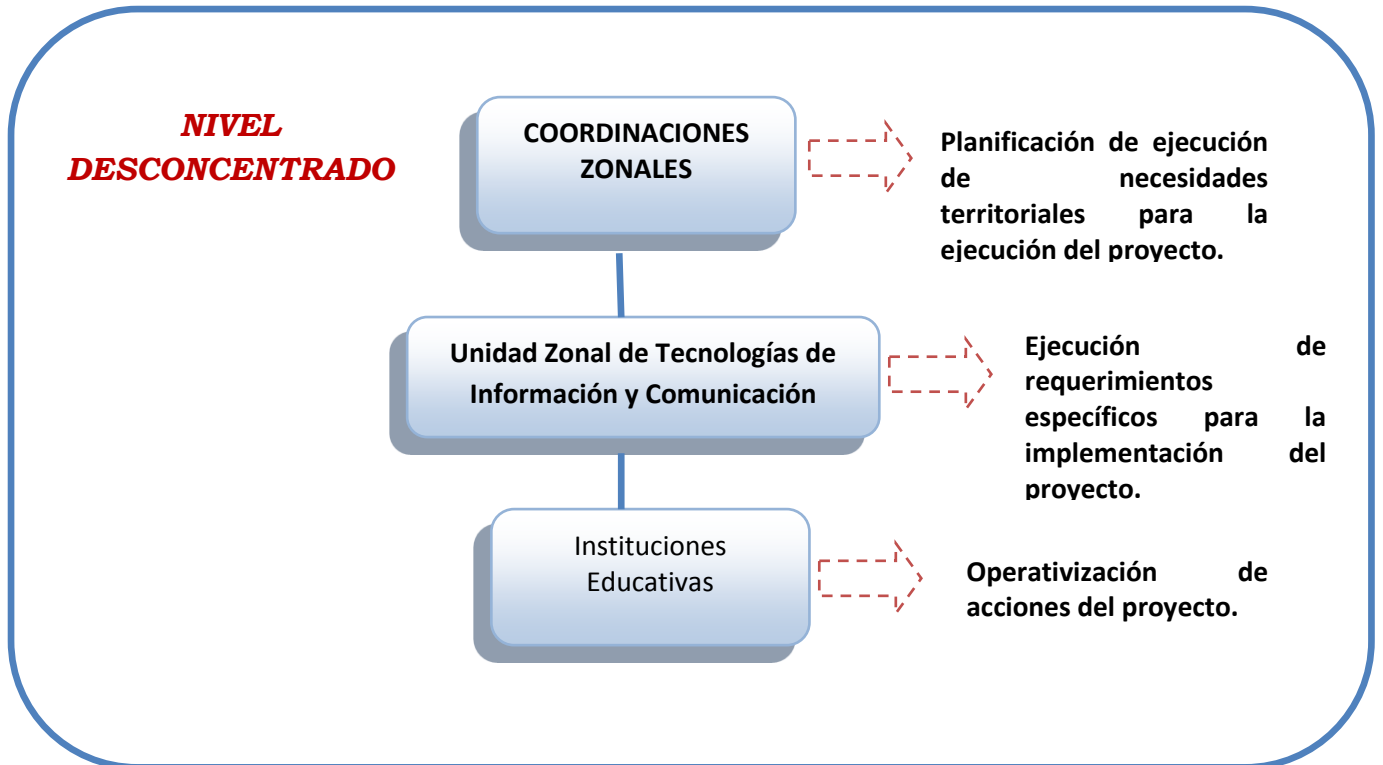 NIVEL
DESCONCENTRADO
COORDINACIONES
ZONALES
Planificación de ejecución
de necesidades
territoriales para la
ejecución del proyecto.
Unidad Zonal de Tecnologías de
Información y Comunicación
Ejecución de
requerimientos
específicos para la
implementación del
proyecto.
Instituciones
Educativas
Operativización de
acciones del proyecto.